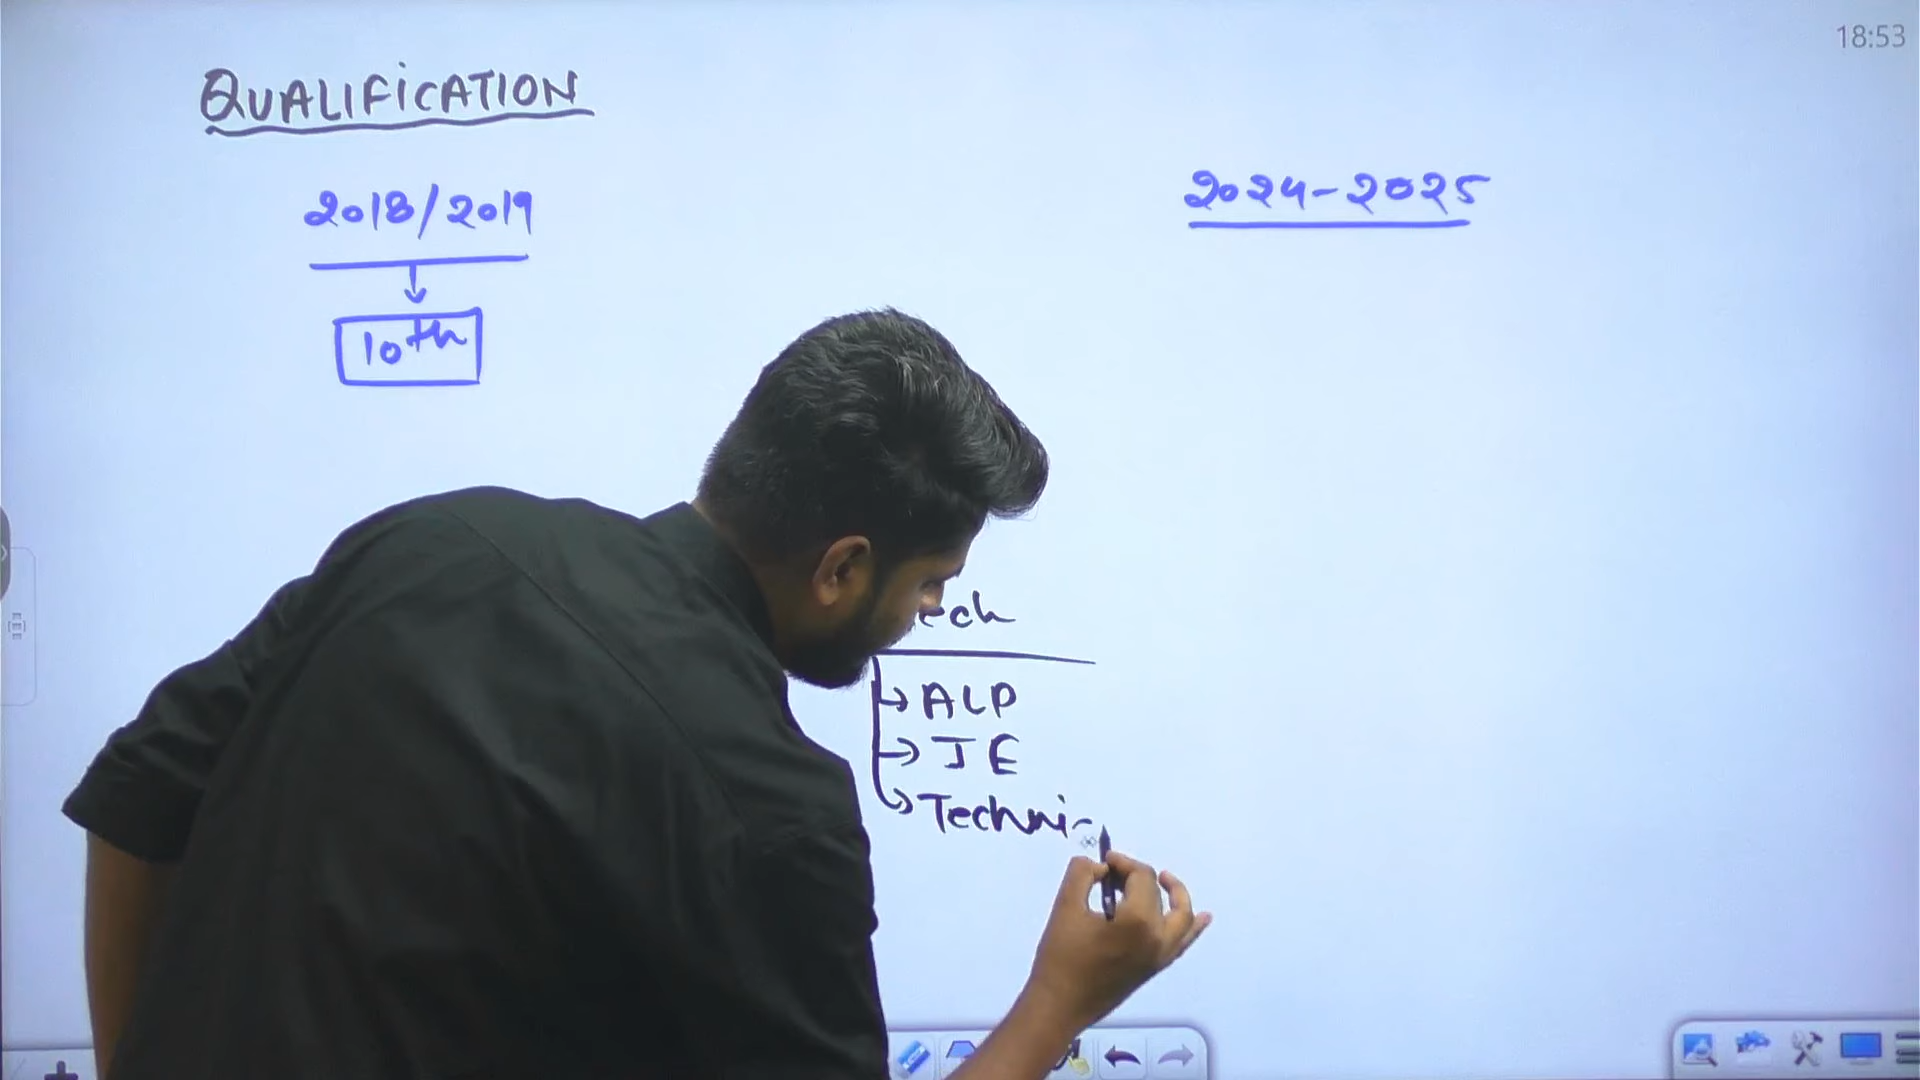 18:53
QUALIFICATION
2018/2019
2024-2025
10th
ech
ALP
JE
Techni